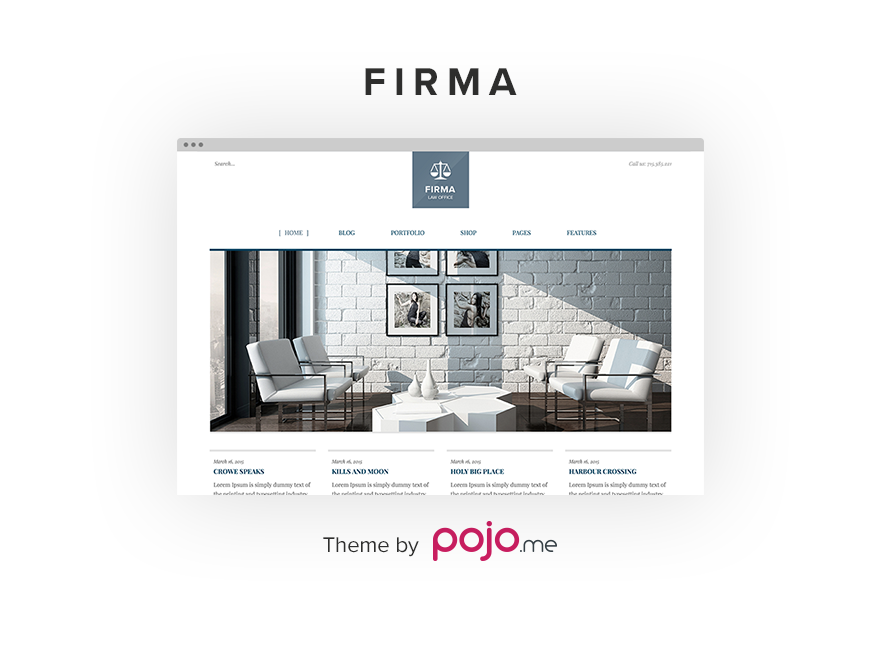 FIRMA
Search...
Call us: 215.383.221
FIRMA
LAW OFFICE
[ HOME ] BLOG PORTFOLIO SHOP PAGES FEATURES
March 16, 2015 March 16, 2015 March 16, 2015 March 16, 2015
CROWE SPEAKS KILLS AND MOON HOLY BIG PLACE HARBOUR CROSSING
Lorem Ipsum is simply dummy text of Lorem Ipsum is simply dummy text of Lorem Ipsum is simply dummy text of Lorem Ipsum is simply dummy text of
the printing and typesetting industry. the printing and typesetting industry. the printing and typesetting industry. the printing and typesetting industry.
Theme by pojo.me